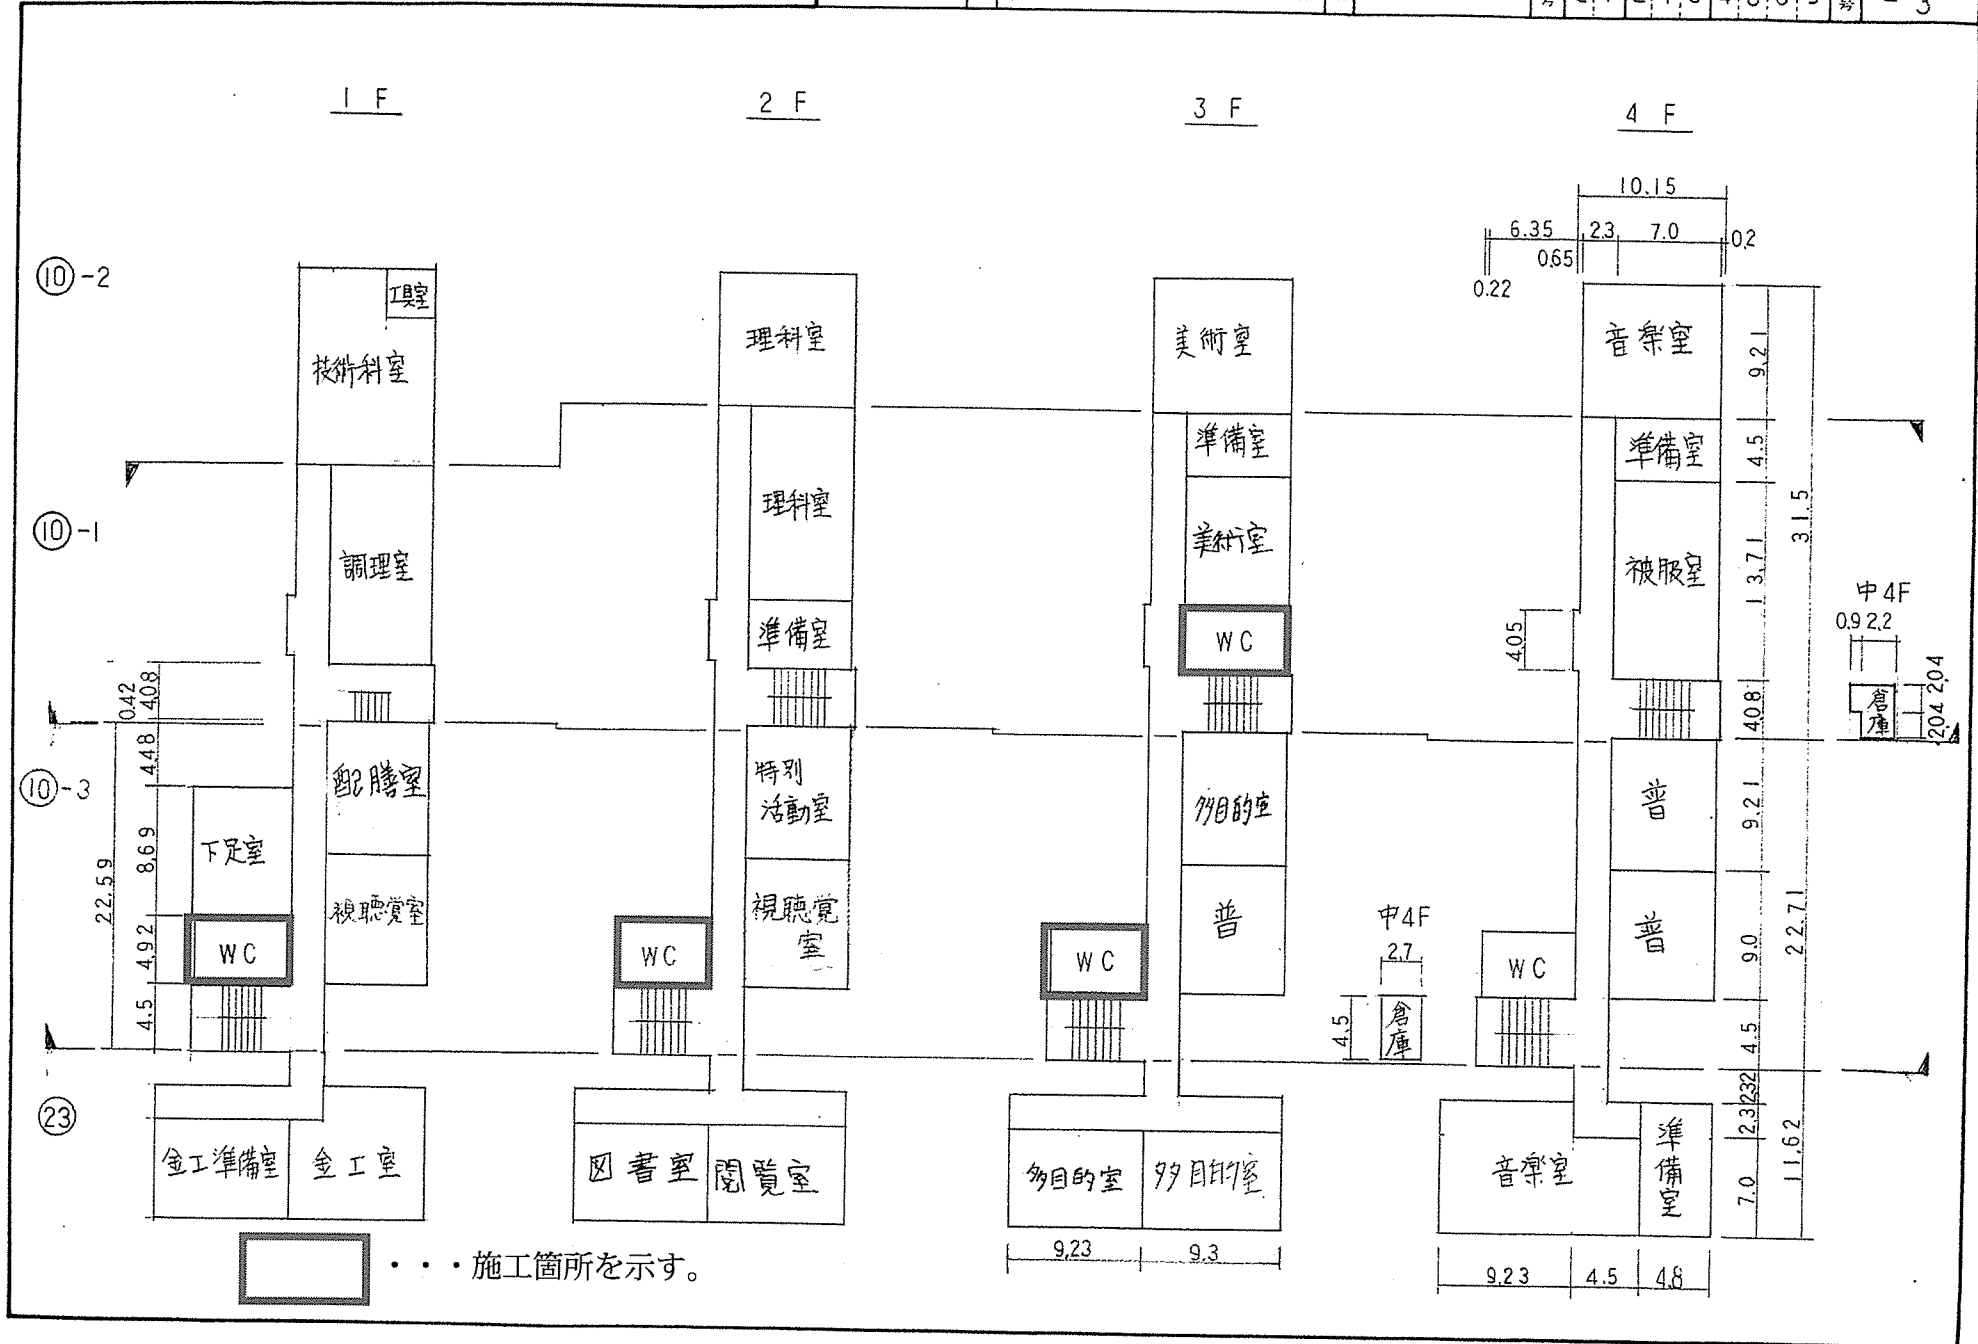 3
1 F
2 F
3 F
4 F
10.15
6.35
2.3
7.0
0.2
0.65
0.22
⑩-2
工具室
技術科室
理科室
美術室
音楽室
9.21
準備室
準備室
4.5
31.5
⑩-1
調理室
理科室
美術室
被服室
13.71
準備室
WC
4.05
中4F
0.9
2.2
倉庫
2.04
2.04
0.42
4.08
4.08
4.48
⑩-3
配膳室
特別
活動室
多目的室
普
9.21
下足室
8.69
22.59
視聴覚室
視聴覚
室
普
普
9.0
22.71
中4F
2.7
4.5
倉庫
WC
4.92
WC
WC
WC
4.5
4.5
2.32
2.3
㉓
金工準備室
金工室
図書室
閲覧室
多目的室
多目的室
音楽室
準備室
7.0
11.62
9.23
9.3
9.23
4.5
4.8
・・・施工箇所を示す。